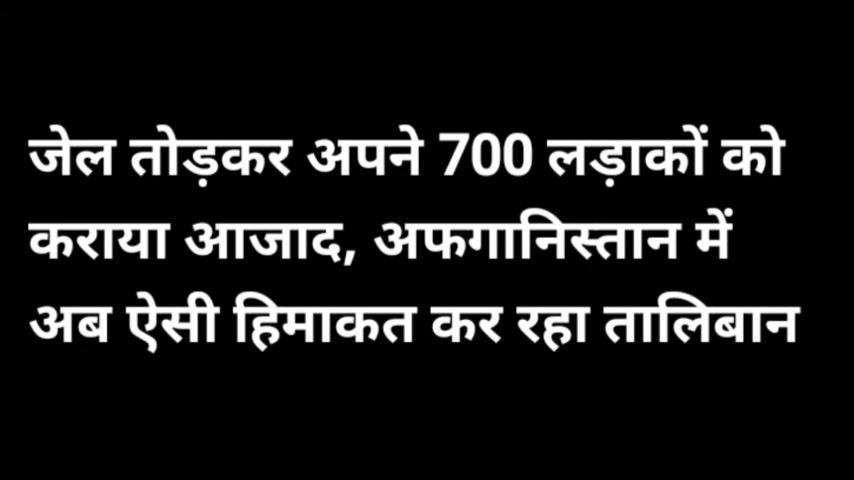 जेल तोड़कर अपने 700 लड़ाकों को
कराया आजाद, अफगानिस्तान में
अब ऐसी हिमाकत कर रहा तालिबान